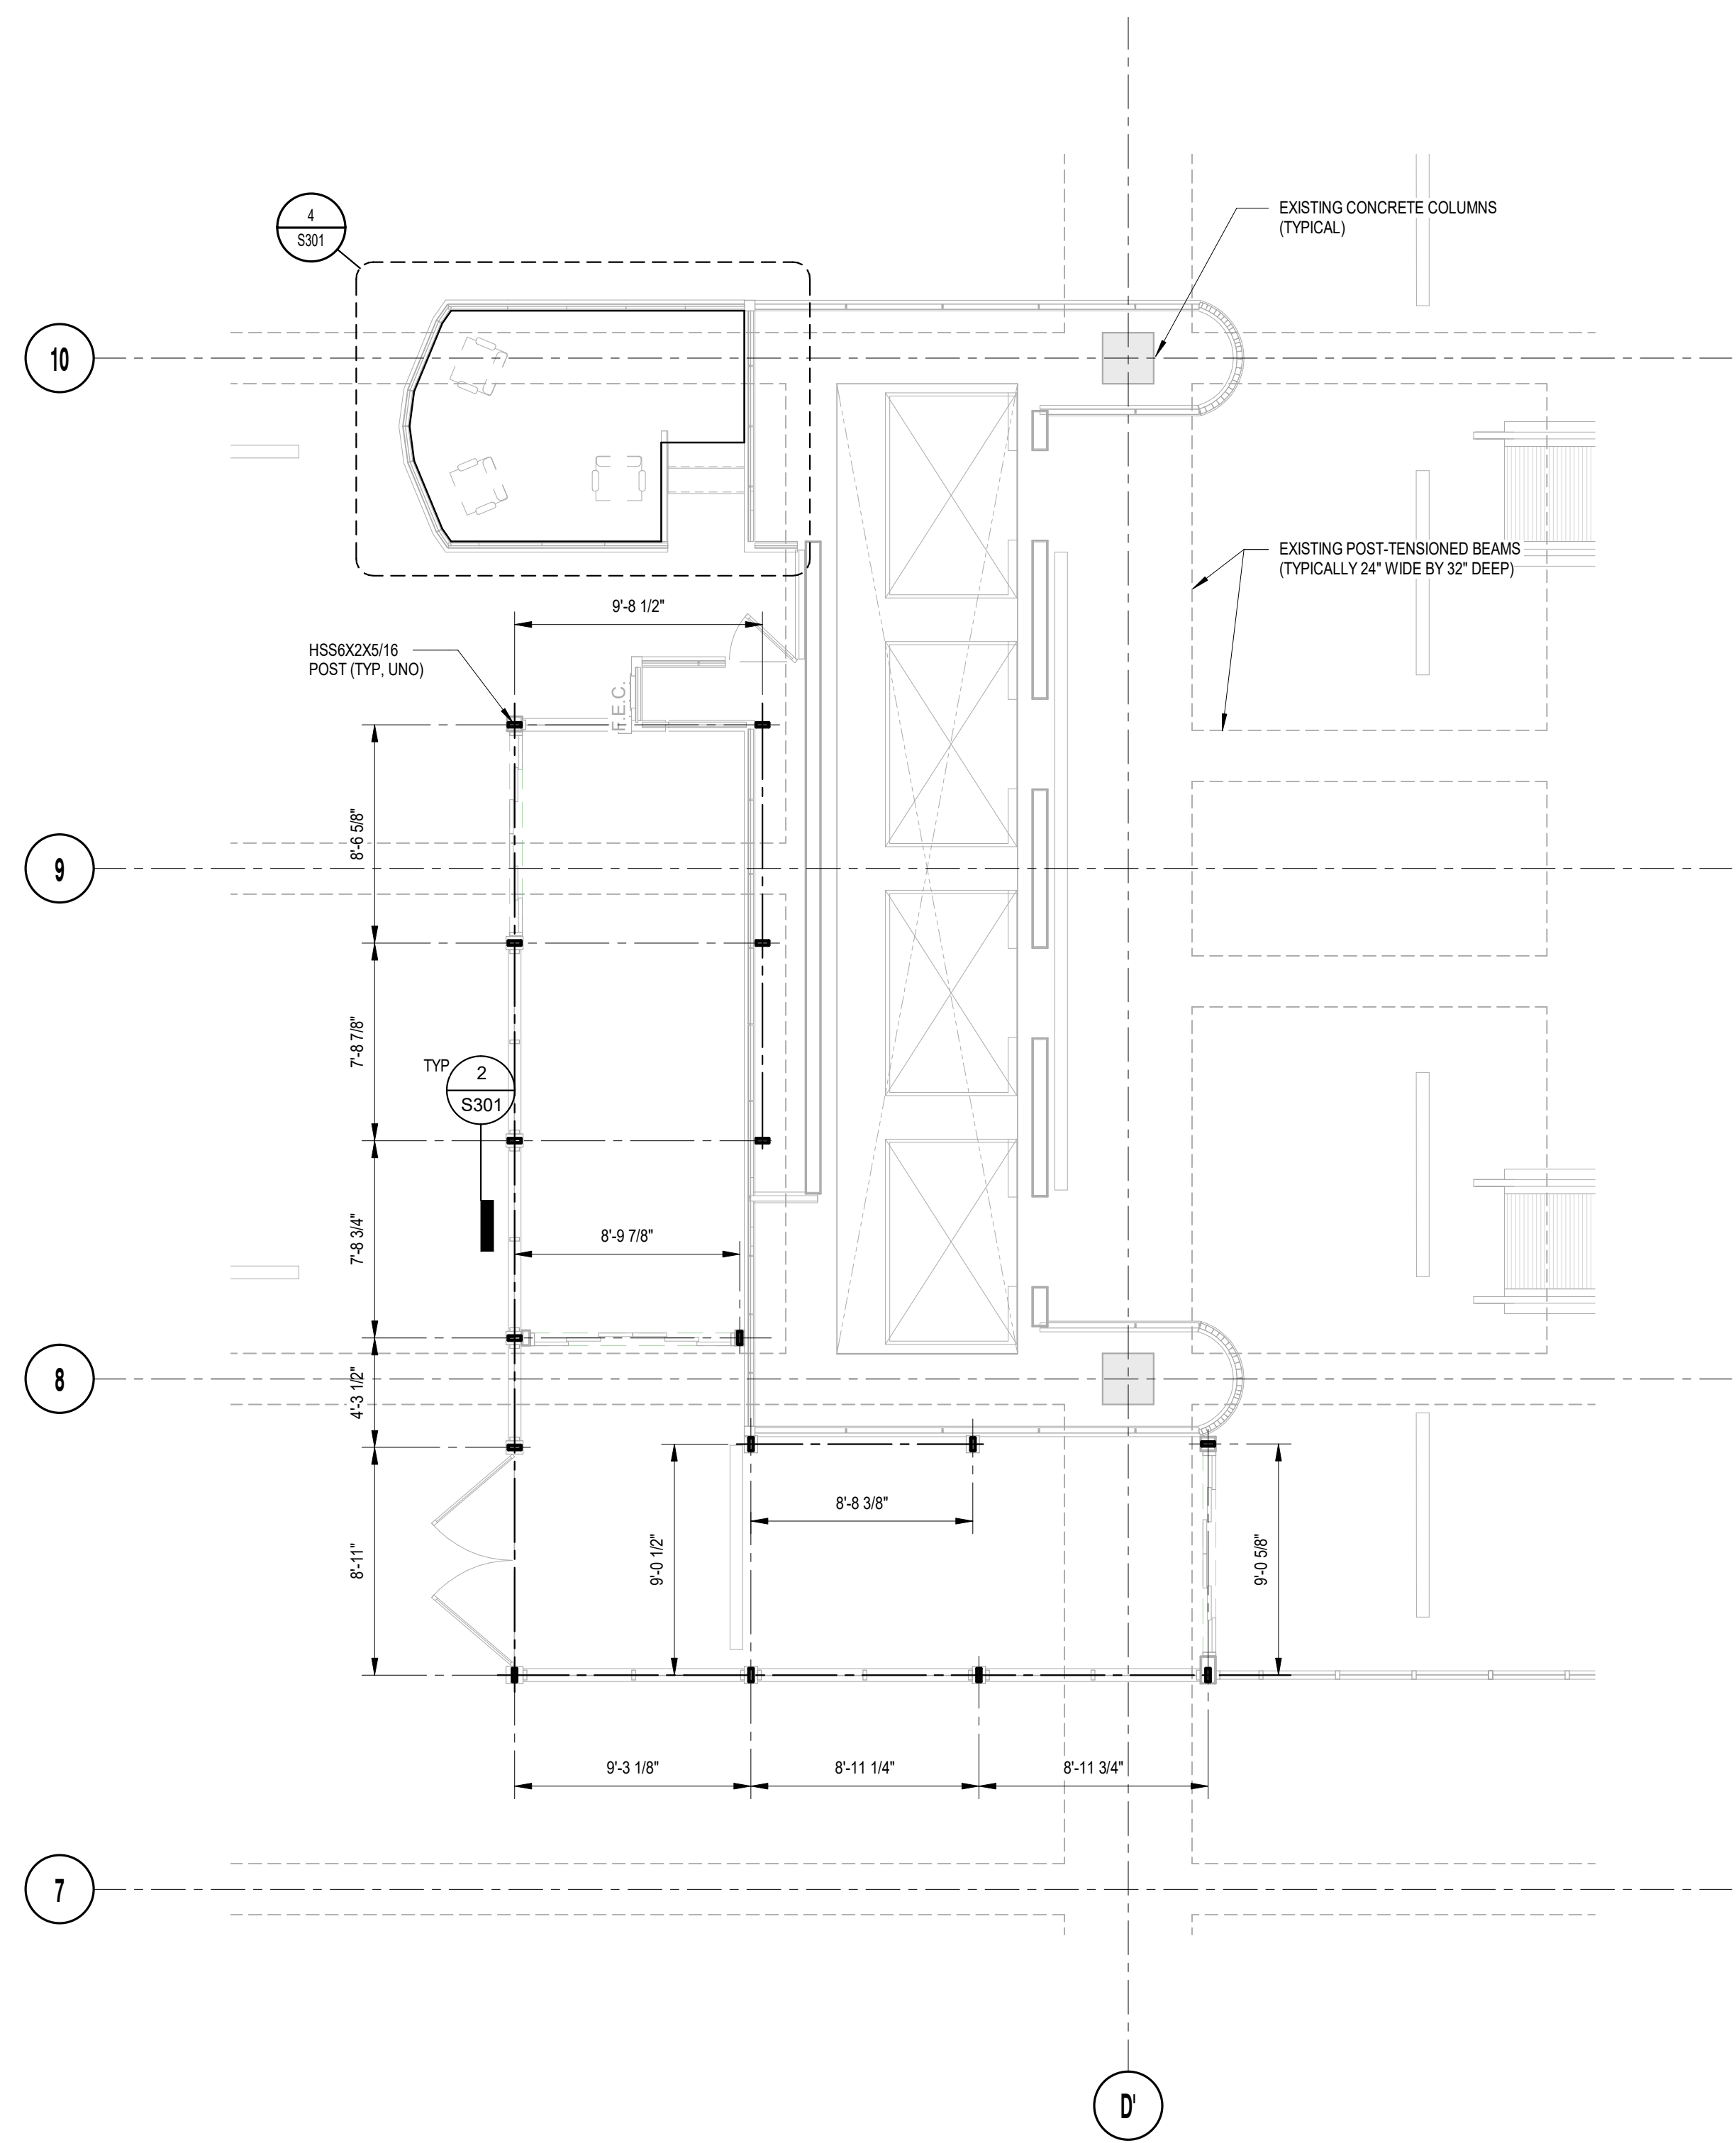 4
S301
EXISTING CONCRETE COLUMNS
(TYPICAL)
10
EXISTING POST-TENSIONED BEAMS
(TYPICALLY 24" WIDE BY 32" DEEP)
9'-8 1/2"
HSS6X2X5/16
POST (TYP, UNO)
F.E.C.
8'-6 5/8"
9
7'-8 7/8"
TYP
2
S301
7'-8 3/4"
8'-9 7/8"
8
4'-3 1/2"
8'-8 3/8"
8'-11"
9'-0 1/2"
9'-0 5/8"
9'-3 1/8"
8'-11 1/4"
8'-11 3/4"
7
D'